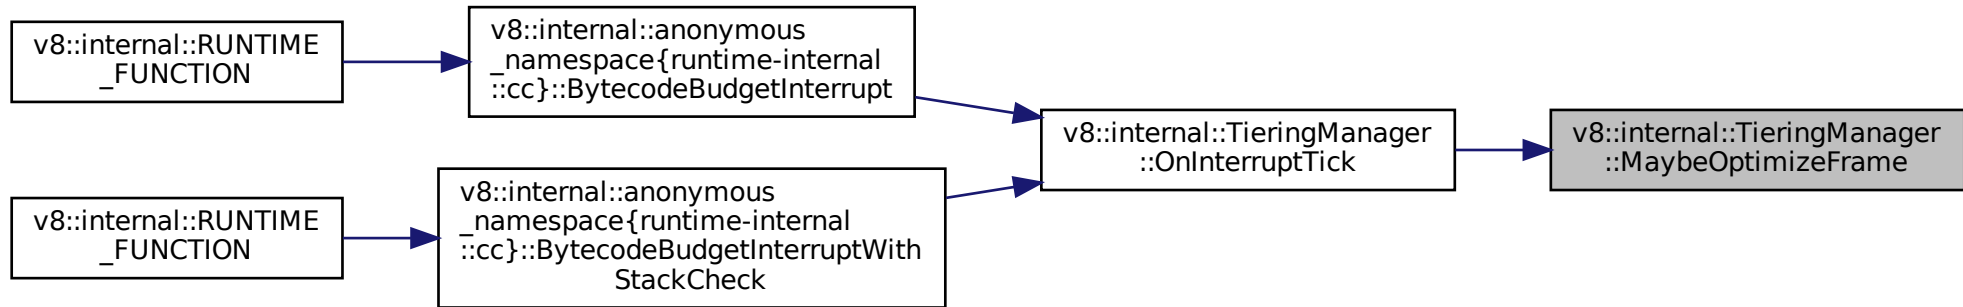 v8::internal::RUNTIME
_FUNCTION
v8::internal::anonymous
_namespace{runtime-internal
::cc}::BytecodeBudgetInterrupt
v8::internal::TieringManager
::OnInterruptTick
v8::internal::TieringManager
::MaybeOptimizeFrame
v8::internal::RUNTIME
_FUNCTION
v8::internal::anonymous
_namespace{runtime-internal
::cc}::BytecodeBudgetInterruptWith
StackCheck